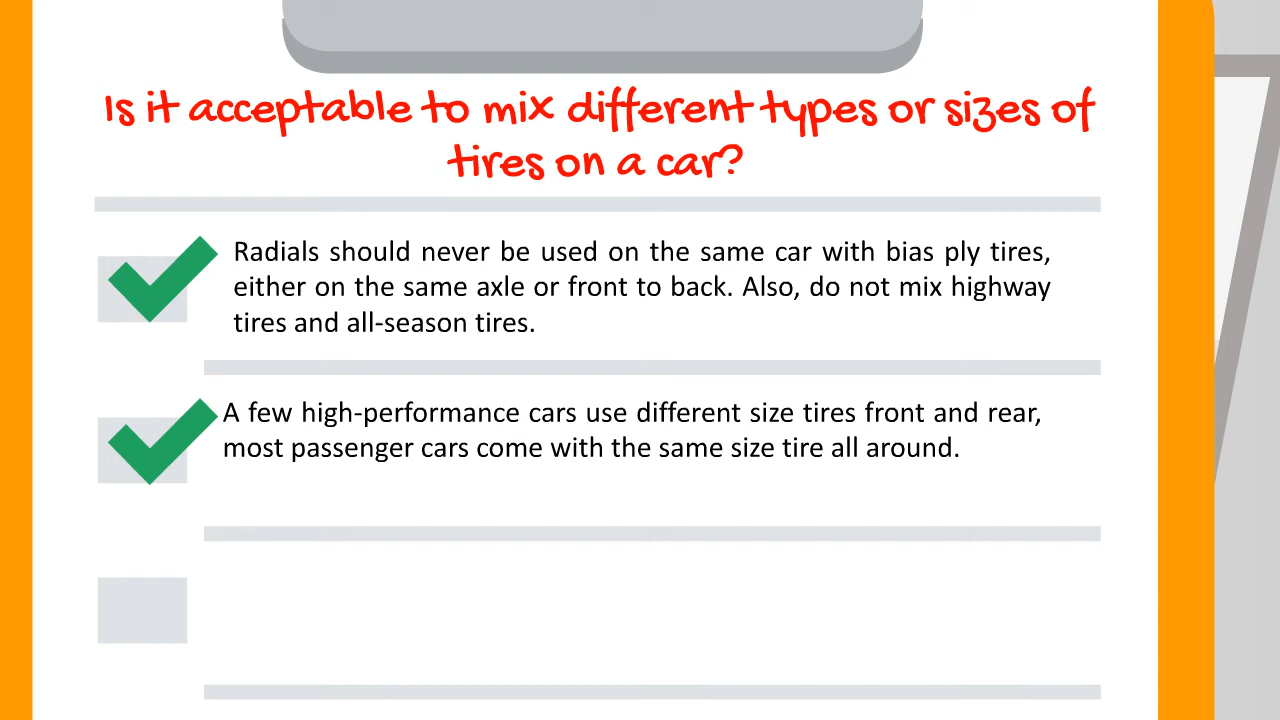 Is it acceptable to mix different types or sizes of
tires on a car?
Radials should never be used on the same car with bias ply tires,
either on the same axle or front to back. Also, do not mix highway
tires and all-season tires.
A few high-performance cars use different size tires front and rear,
most passenger cars come with the same size tire all around.